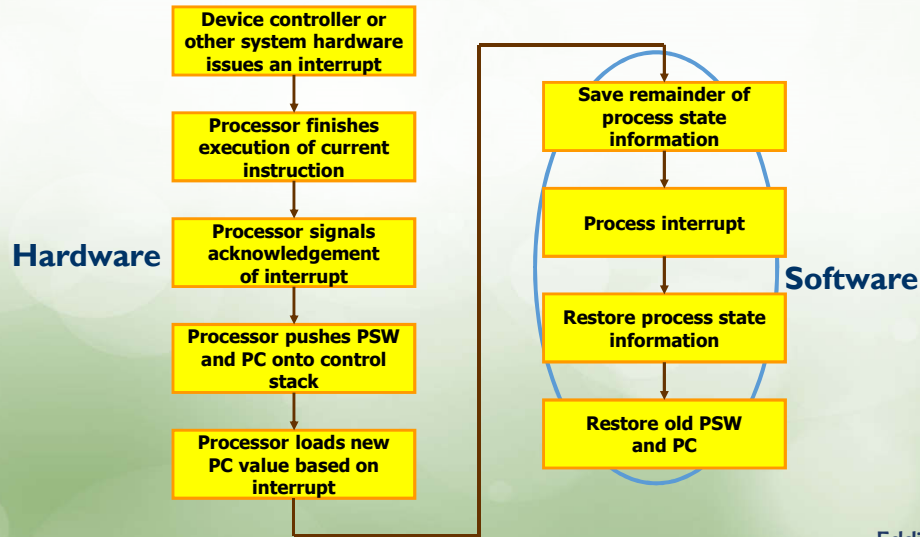 Device controller or
other system hardware
issues an interrupt
Processor finishes
execution of current
instruction
Processor signals
acknowledgement
of interrupt
Processor pushes PSW
and PC onto control
stack
Processor loads new
PC value based on
interrupt
Hardware
Save remainder of
process state
information
Process interrupt
Restore process state
information
Restore old PSW
and PC
Software